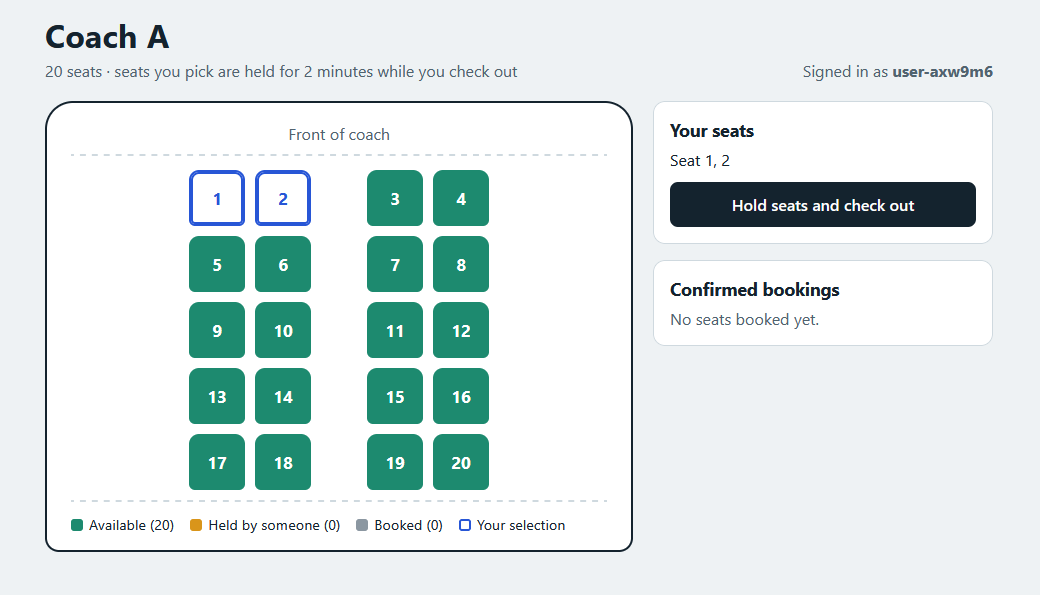 Coach A
20 seats · seats you pick are held for 2 minutes while you check out
Signed in as user-axw9m6
Front of coach
1 2 3 4
5 6 7 8
9 10 11 12
13 14 15 16
17 18 19 20
Available (20) Held by someone (0) Booked (0) Your selection
Your seats
Seat 1, 2
Hold seats and check out
Confirmed bookings
No seats booked yet.